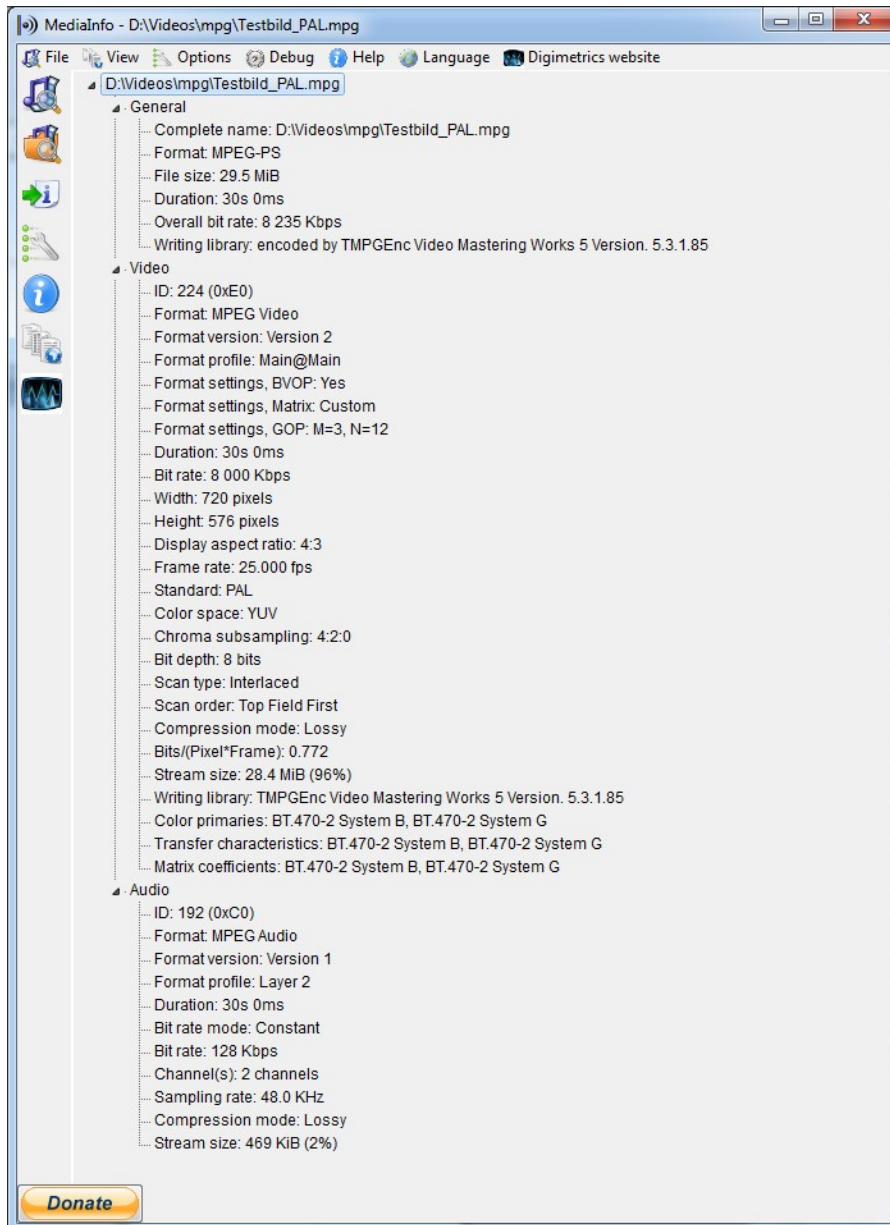 MediaInfo - D:\Videos\mpg\Testbild_PAL.mpg
File View Options Debug Help Language Digimetrics website
D:\Videos\mpg\Testbild_PAL.mpg
General
Complete name: D:\Videos\mpg\Testbild_PAL.mpg
Format: MPEG-PS
File size: 29.5 MiB
Duration: 30s 0ms
Overall bit rate: 8 235 Kbps
Writing library: encoded by TMPGEnc Video Mastering Works 5 Version. 5.3.1.85
Video
ID: 224 (0xE0)
Format: MPEG Video
Format version: Version 2
Format profile: Main@Main
Format settings, BVOP: Yes
Format settings, Matrix: Custom
Format settings, GOP: M=3, N=12
Duration: 30s 0ms
Bit rate: 8 000 Kbps
Width: 720 pixels
Height: 576 pixels
Display aspect ratio: 4:3
Frame rate: 25.000 fps
Standard: PAL
Color space: YUV
Chroma subsampling: 4:2:0
Bit depth: 8 bits
Scan type: Interlaced
Scan order: Top Field First
Compression mode: Lossy
Bits/(Pixel*Frame): 0.772
Stream size: 28.4 MiB (96%)
Writing library: TMPGEnc Video Mastering Works 5 Version. 5.3.1.85
Color primaries: BT.470-2 System B, BT.470-2 System G
Transfer characteristics: BT.470-2 System B, BT.470-2 System G
Matrix coefficients: BT.470-2 System B, BT.470-2 System G
Audio
ID: 192 (0xC0)
Format: MPEG Audio
Format version: Version 1
Format profile: Layer 2
Duration: 30s 0ms
Bit rate mode: Constant
Bit rate: 128 Kbps
Channel(s): 2 channels
Sampling rate: 48.0 KHz
Compression mode: Lossy
Stream size: 469 KiB (2%)
Donate